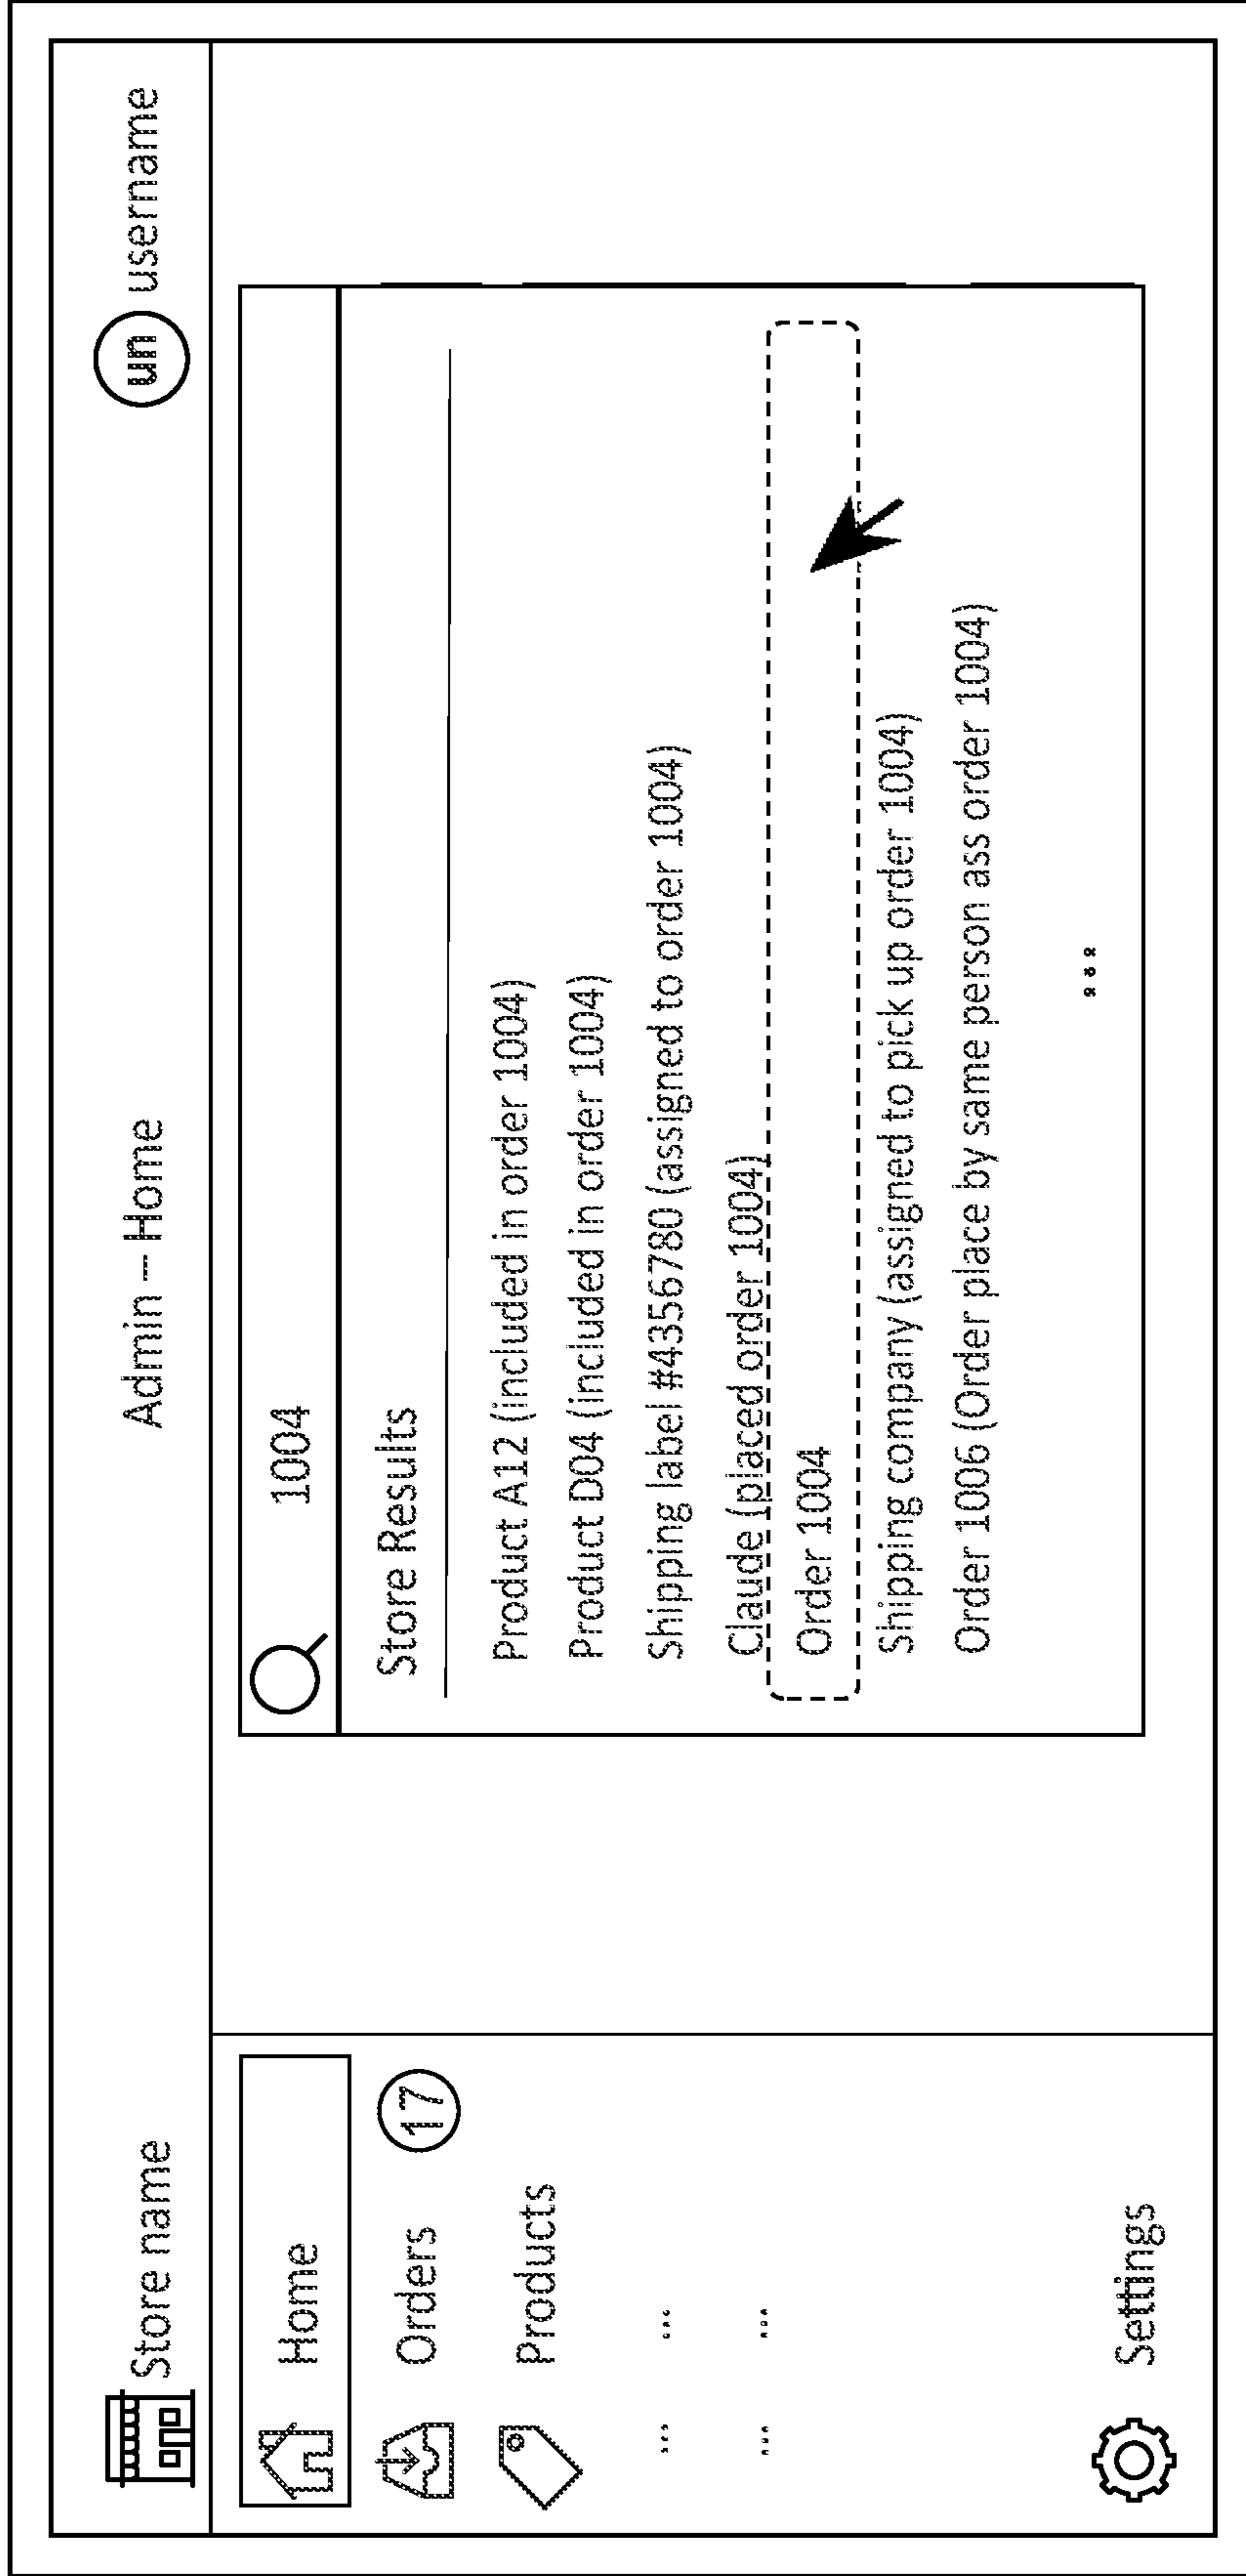 Store name
Admin -- Home
un username
Home
Orders 17
Products
... ...
... ...
Settings
1004
Store Results
Product A12 (included in order 1004)
Product D04 (included in order 1004)
Shipping label #4356780 (assigned to order 1004)
Claude (placed order 1004)
Order 1004
Shipping company (assigned to pick up order 1004)
Order 1006 (Order place by same person ass order 1004)
...